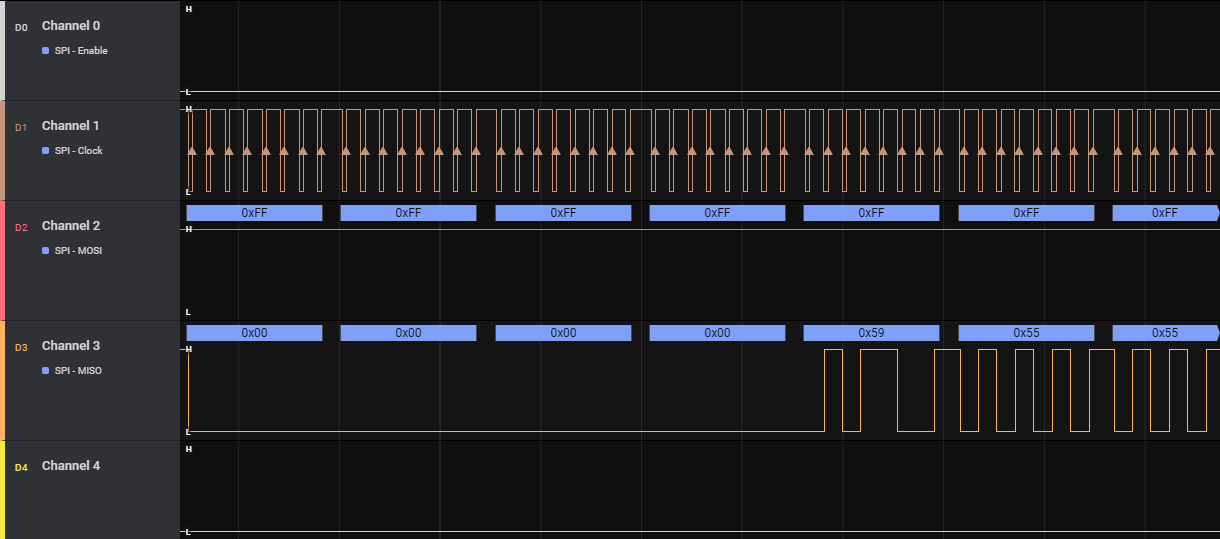 H
D0 Channel 0
SPI - Enable
L
H
D1 Channel 1
SPI - Clock
L
0xFF 0xFF 0xFF 0xFF 0xFF 0xFF 0xFF
D2 Channel 2
H
SPI - MOSI
L
0x00 0x00 0x00 0x00 0x59 0x55 0x55
D3 Channel 3
H
SPI - MISO
L
H
D4 Channel 4
L